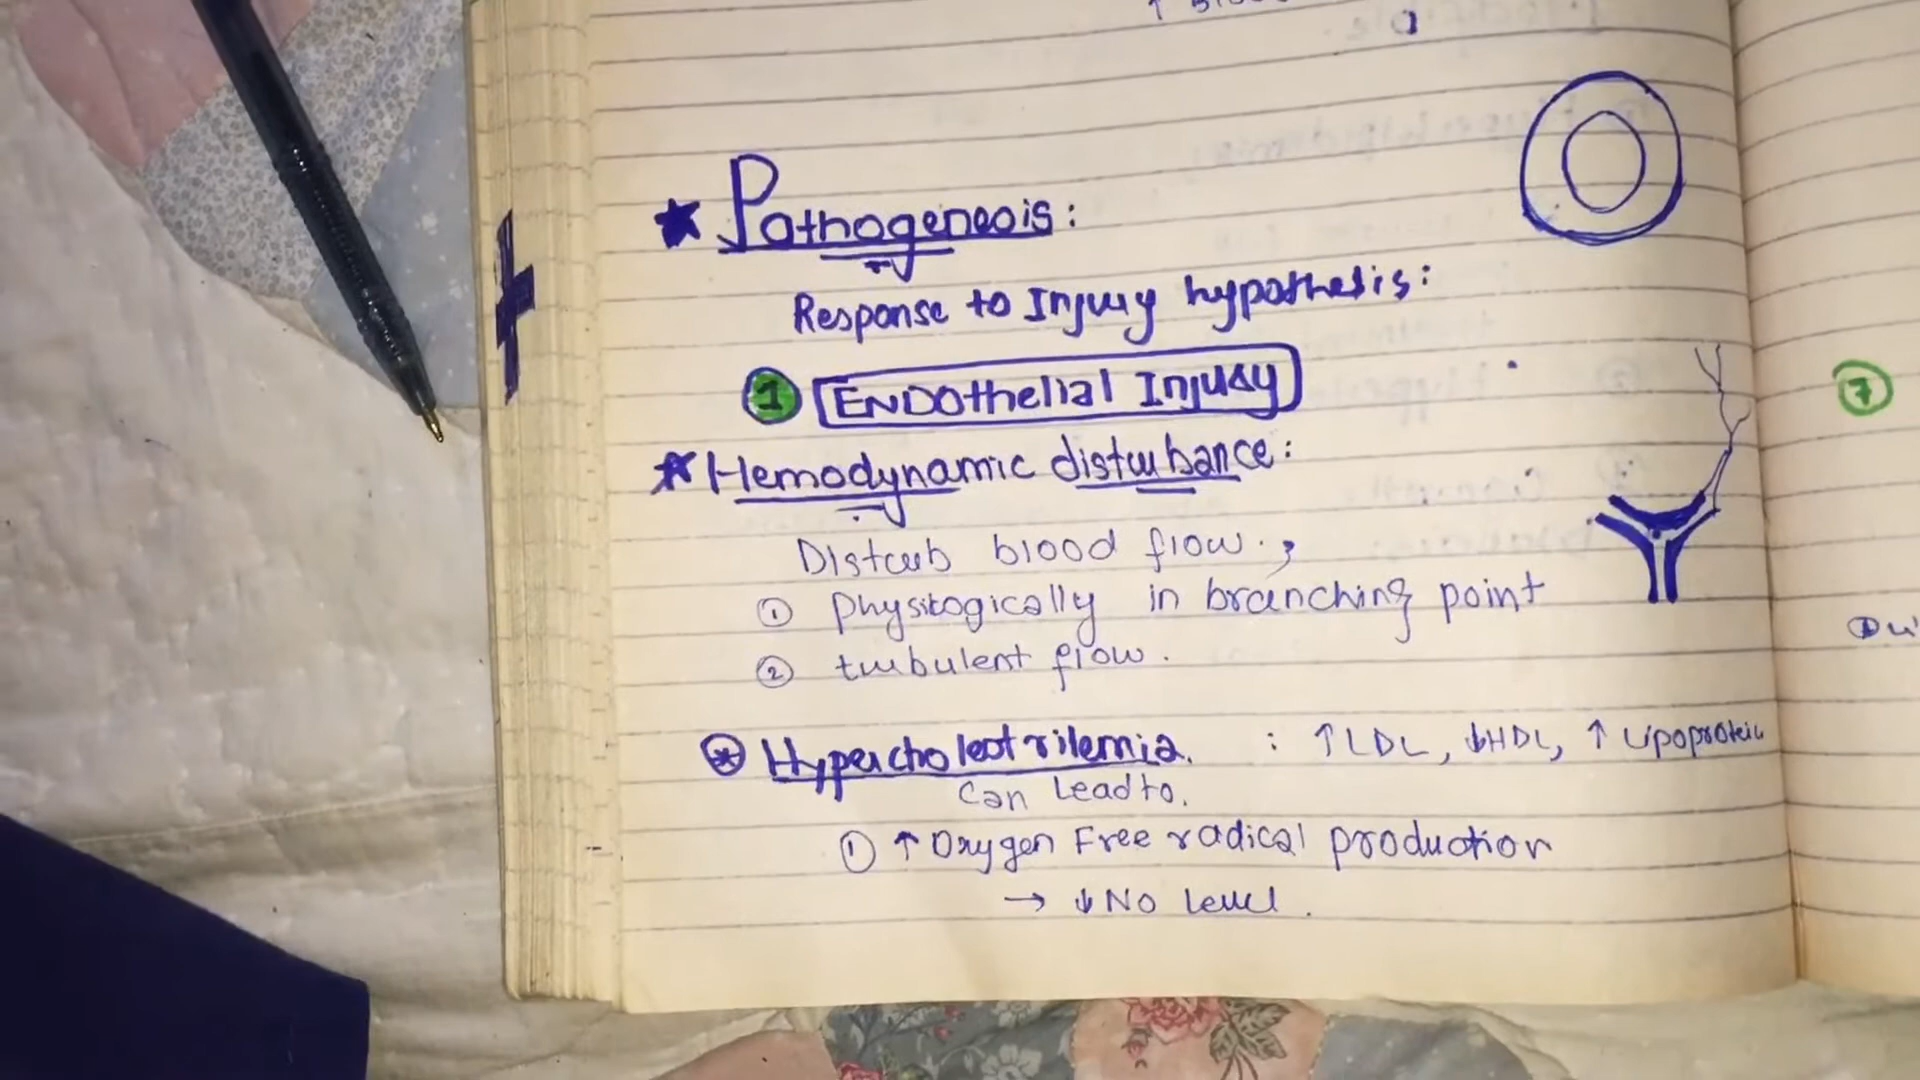 ★ Pathogenesis:
Response to Injury hypothesis:
1 ENDOthelial Injury
★ Hemodynamic disturbance:
Disturb blood flow.
① physiologically in branching point
② turbulent flow.
Hypercholestrilemia. : ↑LDL, ↓HDL, ↑ Lipoprotein
can Lead to.
① ↑ Oxygen Free radical production
→ ↓ NO level.
7